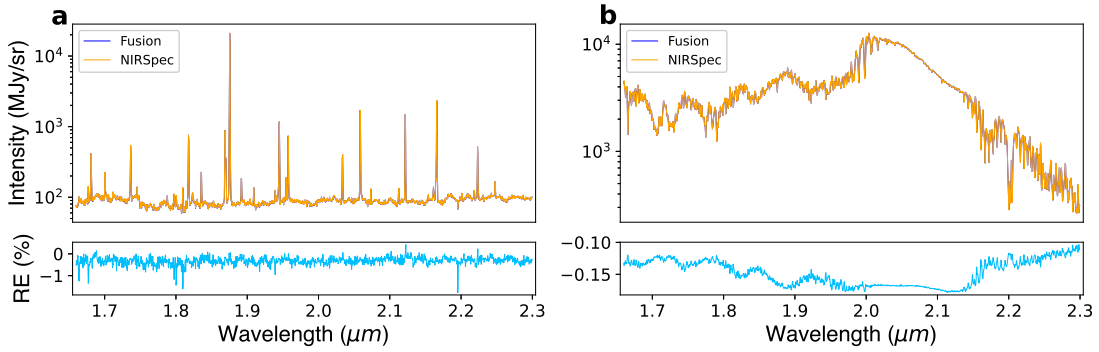 a
b
Fusion
NIRSpec
Fusion
NIRSpec
Intensity (MJy/sr)
10⁴
10³
10²
10⁴
10³
RE (%)
0
−1
−0.10
−0.15
1.7 1.8 1.9 2.0 2.1 2.2 2.3
1.7 1.8 1.9 2.0 2.1 2.2 2.3
Wavelength (μm)
Wavelength (μm)